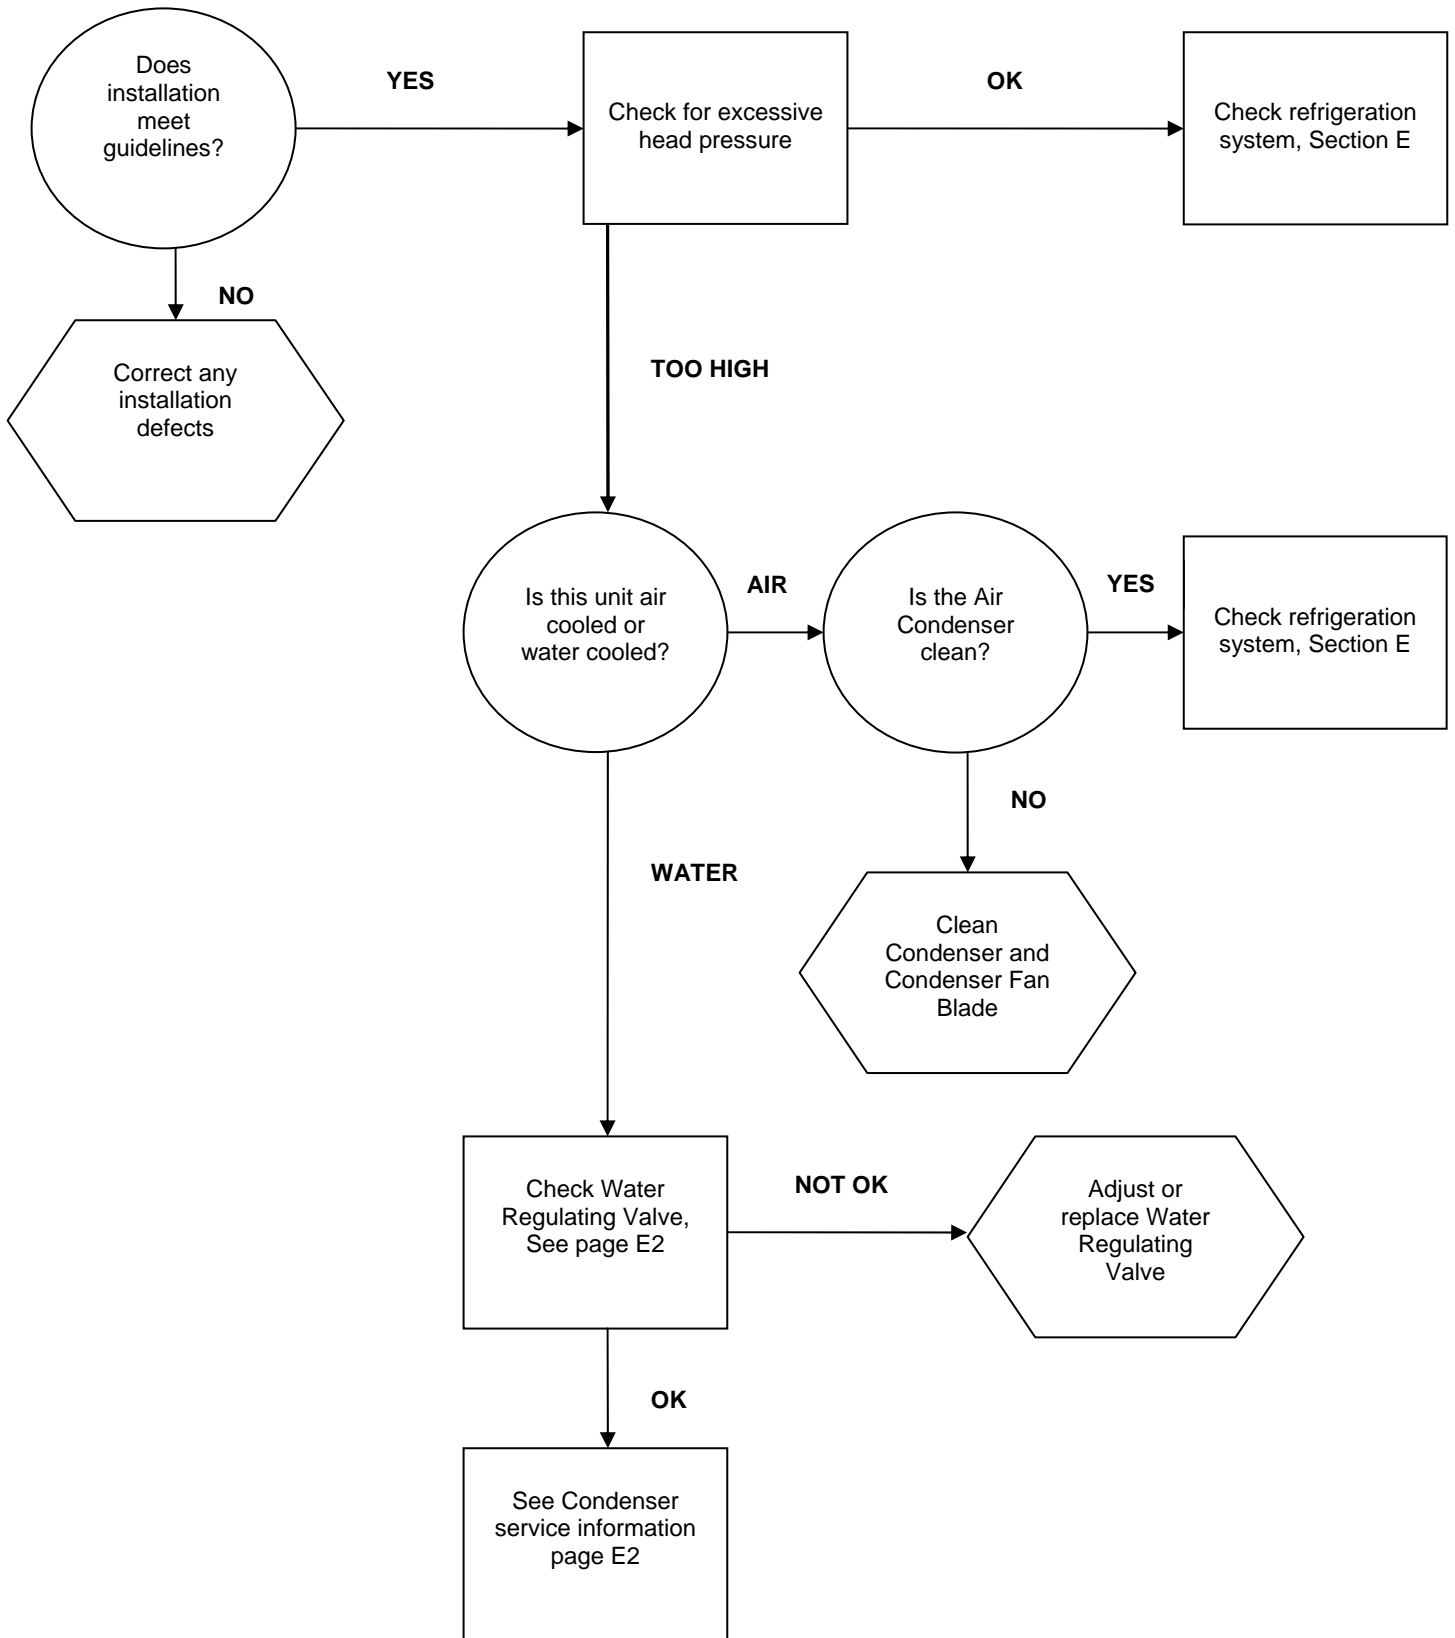 Does
installation
meet
guidelines?
YES
Check for excessive
head pressure
OK
Check refrigeration
system, Section E
NO
Correct any
installation
defects
TOO HIGH
Is this unit air
cooled or
water cooled?
AIR
Is the Air
Condenser
clean?
YES
Check refrigeration
system, Section E
NO
Clean
Condenser and
Condenser Fan
Blade
WATER
Check Water
Regulating Valve,
See page E2
NOT OK
Adjust or
replace Water
Regulating
Valve
OK
See Condenser
service information
page E2